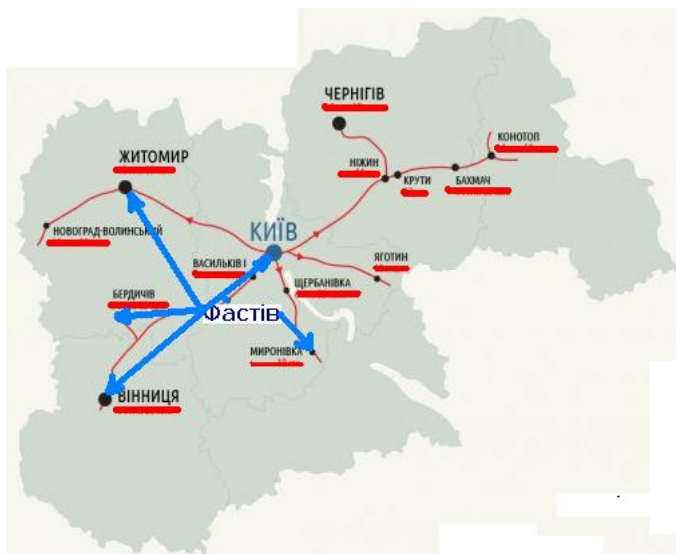 ЧЕРНІГІВ
КОНОТОП
ЖИТОМИР
НІЖИН
КРУТИ
БАХМАЧ
НОВОГРАД-ВОЛИНСЬКИЙ
КИЇВ
ВАСИЛЬКІВ І
ЯГОТИН
ЩЕРБАНІВКА
БЕРДИЧІВ
Фастів
МИРОНІВКА
ВІННИЦЯ